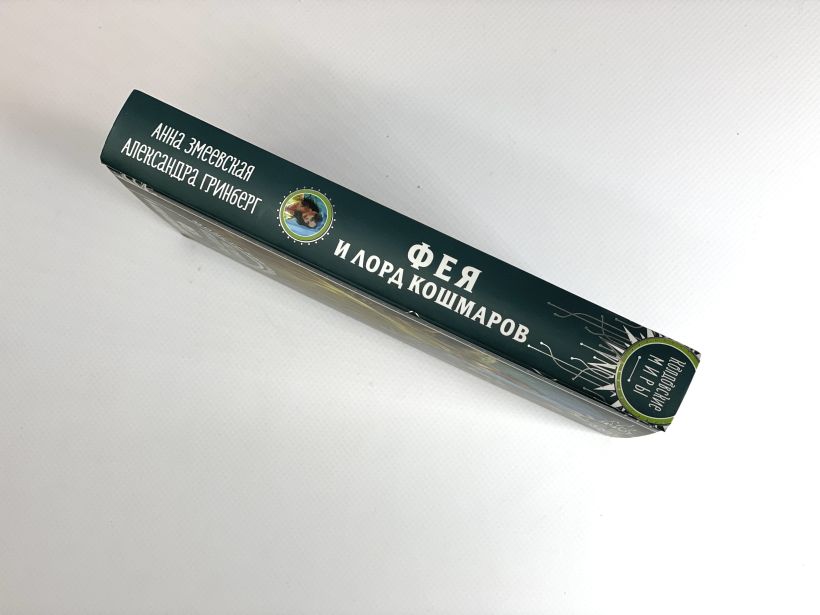 Анна Змеевская
Александра Гринберг
ФЕЯ
И ЛОРД КОШМАРОВ
КОЛДОВСКИЕ
МИРЫ